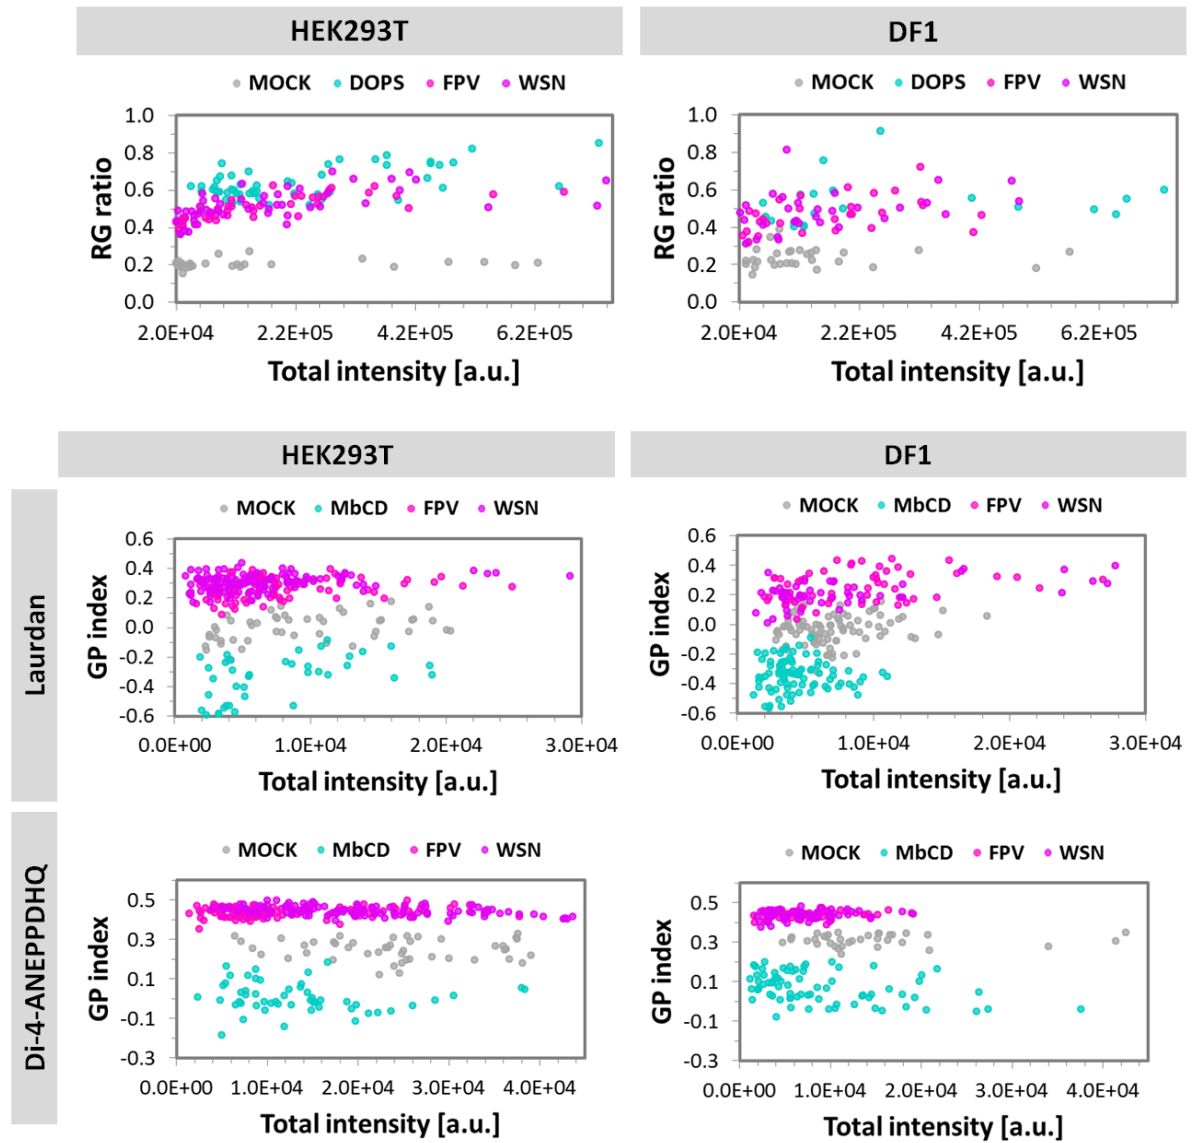 HEK293T
DF1
MOCK DOPS FPV WSN
MOCK DOPS FPV WSN
RG ratio
1.0
0.8
0.6
0.4
0.2
0.0
2.0E+04 2.2E+05 4.2E+05 6.2E+05
Total intensity [a.u.]
RG ratio
1.0
0.8
0.6
0.4
0.2
0.0
2.0E+04 2.2E+05 4.2E+05 6.2E+05
Total intensity [a.u.]
HEK293T
DF1
Laurdan
MOCK MbCD FPV WSN
GP index
0.6
0.4
0.2
0.0
-0.2
-0.4
-0.6
0.0E+00 1.0E+04 2.0E+04 3.0E+04
Total intensity [a.u.]
MOCK MbCD FPV WSN
GP index
0.6
0.4
0.2
0.0
-0.2
-0.4
-0.6
0.0E+00 1.0E+04 2.0E+04 3.0E+04
Total intensity [a.u.]
Di-4-ANEPPDHQ
MOCK MbCD FPV WSN
GP index
0.5
0.3
0.1
-0.1
-0.3
0.0E+00 1.0E+04 2.0E+04 3.0E+04 4.0E+04
Total intensity [a.u.]
MOCK MbCD FPV WSN
GP index
0.5
0.3
0.1
-0.1
-0.3
0.0E+00 1.0E+04 2.0E+04 3.0E+04 4.0E+04
Total intensity [a.u.]